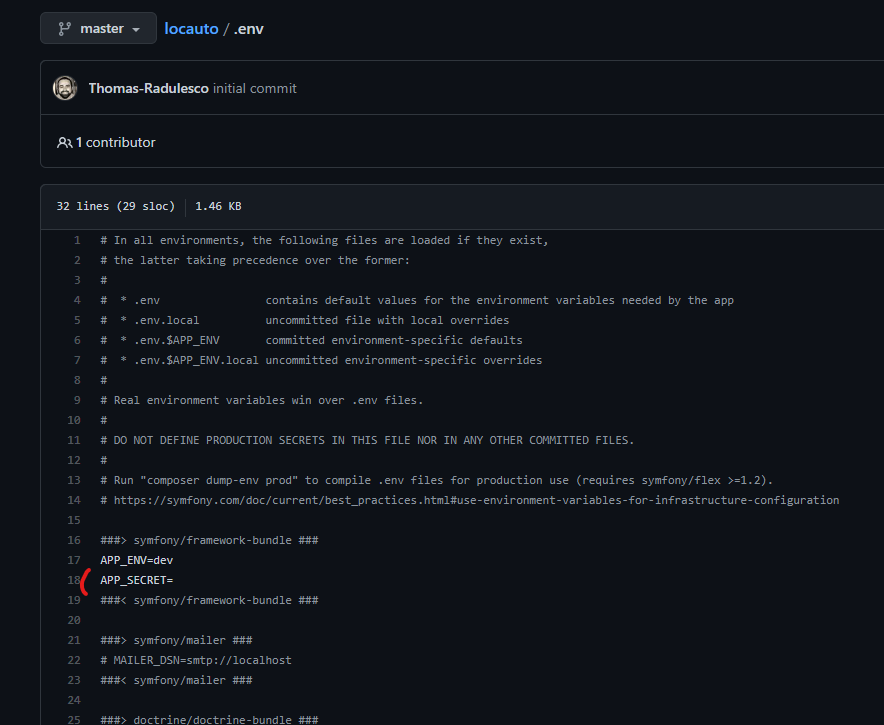 master locauto / .env
Thomas-Radulesco initial commit
1 contributor
32 lines (29 sloc) 1.46 KB
1 # In all environments, the following files are loaded if they exist,
2 # the latter taking precedence over the former:
3 #
4 #  * .env                contains default values for the environment variables needed by the app
5 #  * .env.local          uncommitted file with local overrides
6 #  * .env.$APP_ENV       committed environment-specific defaults
7 #  * .env.$APP_ENV.local uncommitted environment-specific overrides
8 #
9 # Real environment variables win over .env files.
10 #
11 # DO NOT DEFINE PRODUCTION SECRETS IN THIS FILE NOR IN ANY OTHER COMMITTED FILES.
12 #
13 # Run "composer dump-env prod" to compile .env files for production use (requires symfony/flex >=1.2).
14 # https://symfony.com/doc/current/best_practices.html#use-environment-variables-for-infrastructure-configuration
15
16 ###> symfony/framework-bundle ###
17 APP_ENV=dev
18 APP_SECRET=
19 ###< symfony/framework-bundle ###
20
21 ###> symfony/mailer ###
22 # MAILER_DSN=smtp://localhost
23 ###< symfony/mailer ###
24
25 ###> doctrine/doctrine-bundle ###